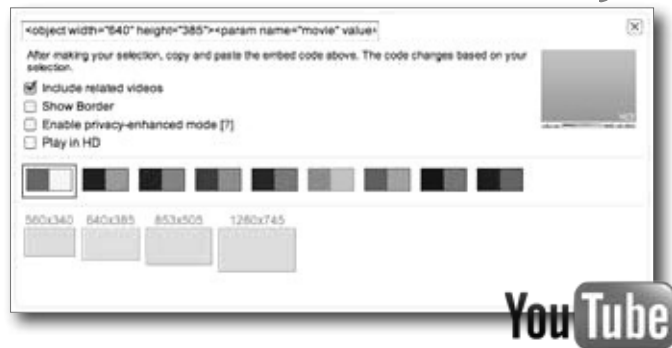 <object width="640" height="385"><param name="movie" value=
After making your selection, copy and paste the embed code above. The code changes based on your
selection.
Include related videos
Show Border
Enable privacy-enhanced mode [?]
Play in HD
560x340 640x385 853x505 1280x745
YouTube